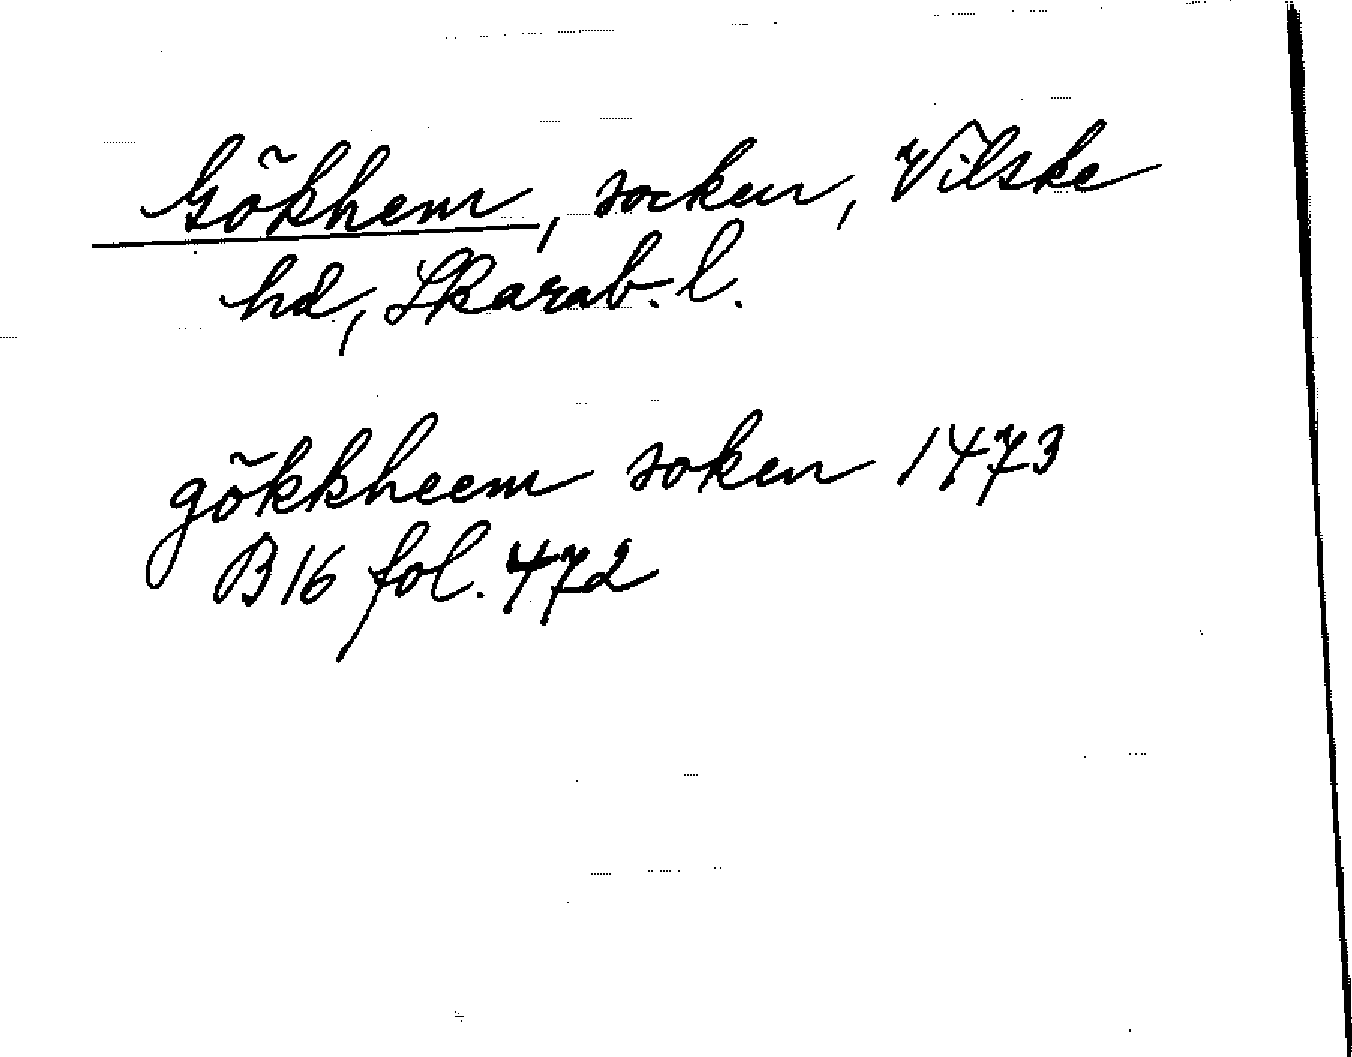 Gökhem, socken, Vilske
hd, Skarab. l.
gökkheem soken 1473
B16 fol. 472